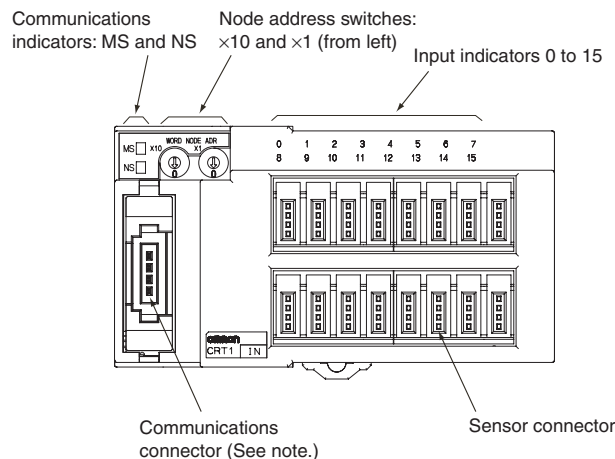 Communications
indicators: MS and NS
Node address switches:
×10 and ×1 (from left)
Input indicators 0 to 15
MS
×10
WORD NODE ADR
×1
NS
0
0
0 1 2 3 4 5 6 7
8 9 10 11 12 13 14 15
omron
CRT1 IN
Communications
connector (See note.)
Sensor connector